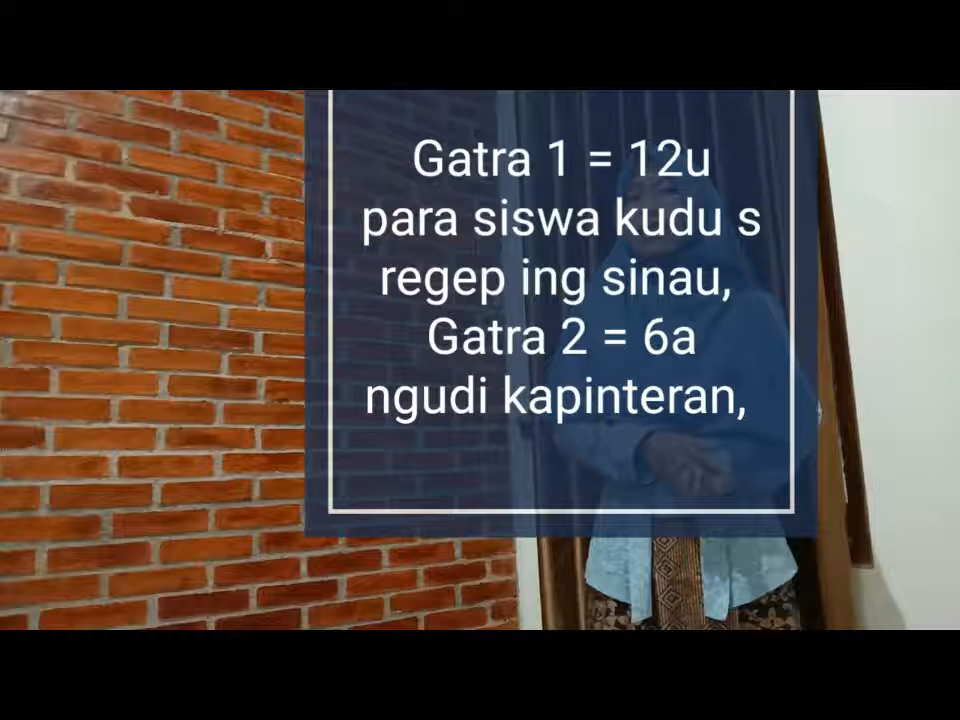 Gatra 1 = 12u
para siswa kudu s
regep ing sinau,
Gatra 2 = 6a
ngudi kapinteran,